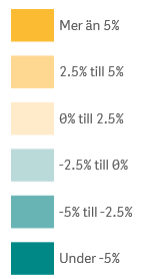 Mer än 5%
2.5% till 5%
0% till 2.5%
-2.5% till 0%
-5% till -2.5%
Under -5%